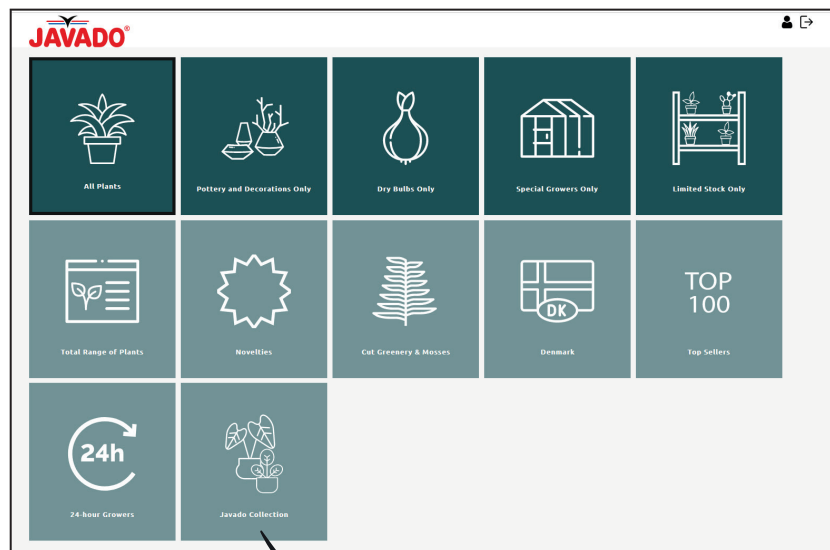 JAVADO®
All Plants
Pottery and Decorations Only
Dry Bulbs Only
Special Growers Only
Limited Stock Only
DK
TOP
100
Total Range of Plants
Novelties
Cut Greenery & Mosses
Denmark
Top Sellers
24h
24-hour Growers
Javado Collection